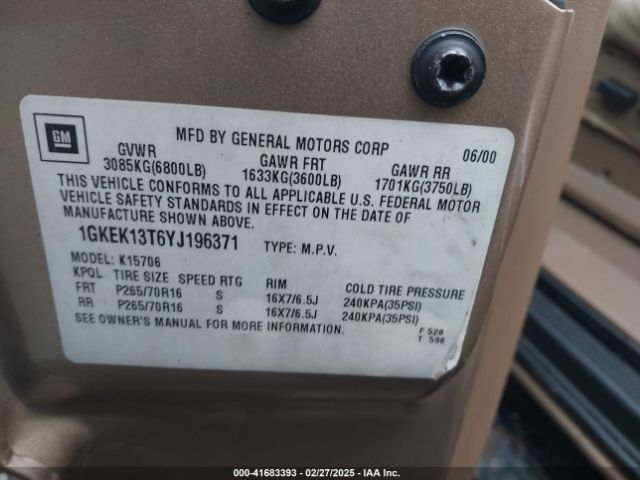 GM
MFD BY GENERAL MOTORS CORP 06/00
GVWR GAWR FRT GAWR RR
3085KG(6800LB) 1633KG(3600LB) 1701KG(3750LB)
THIS VEHICLE CONFORMS TO ALL APPLICABLE U.S. FEDERAL MOTOR
VEHICLE SAFETY STANDARDS IN EFFECT ON THE DATE OF
MANUFACTURE SHOWN ABOVE.
1GKEK13T6YJ196371 TYPE: M.P.V.
MODEL: K15706
KPQL TIRE SIZE SPEED RTG RIM COLD TIRE PRESSURE
FRT P265/70R16 S 16X7/6.5J 240KPA(35PSI)
RR P265/70R16 S 16X7/6.5J 240KPA(35PSI)
SEE OWNER'S MANUAL FOR MORE INFORMATION.
F 528
T 598
000-41683393 - 02/27/2025 - IAA Inc.